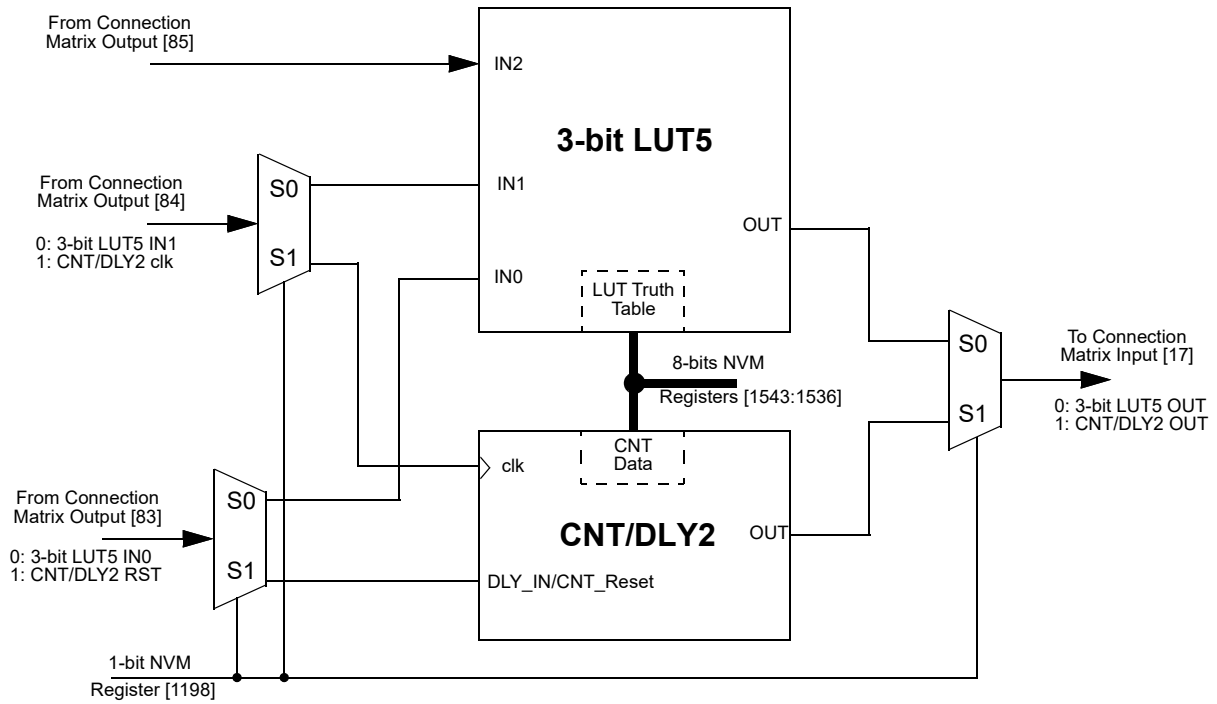 From Connection
Matrix Output [85]
IN2
3-bit LUT5
From Connection
Matrix Output [84]
0: 3-bit LUT5 IN1
1: CNT/DLY2 clk
S0
S1
IN1
IN0
OUT
LUT Truth
Table
8-bits NVM
Registers [1543:1536]
S0
S1
To Connection
Matrix Input [17]
0: 3-bit LUT5 OUT
1: CNT/DLY2 OUT
CNT
Data
clk
CNT/DLY2
OUT
DLY_IN/CNT_Reset
From Connection
Matrix Output [83]
0: 3-bit LUT5 IN0
1: CNT/DLY2 RST
S0
S1
1-bit NVM
Register [1198]